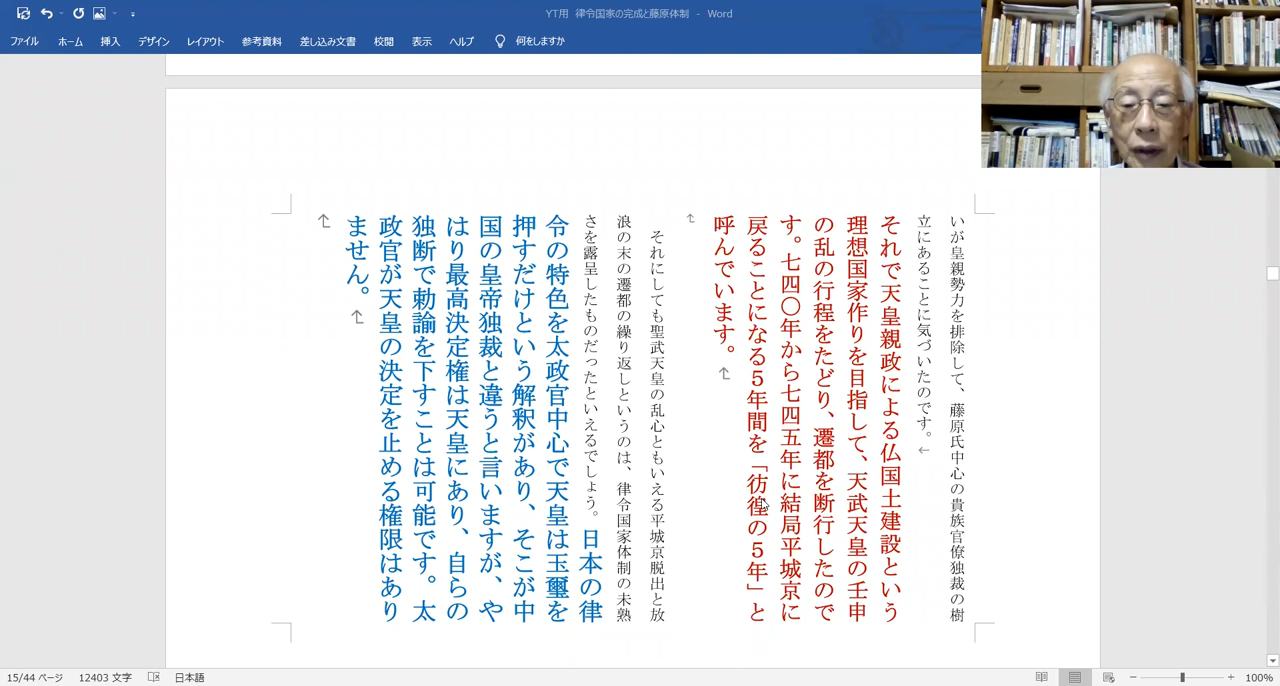 YT用 律令国家の完成と藤原体制 - Word
ファイル ホーム 挿入 デザイン レイアウト 参考資料 差し込み文書 校閲 表示 ヘルプ 何をしますか
いが皇親勢力を排除して、藤原氏中心の貴族官僚独裁の樹
立にあることに気づいたのです。
それで天皇親政による仏国土建設という
理想国家作りを目指して、天武天皇の壬申
の乱の行程をたどり、遷都を断行したので
す。七四〇年から七四五年に結局平城京に
戻ることになる5年間を「彷徨の5年」と
呼んでいます。
それにしても聖武天皇の乱心ともいえる平城京脱出と放
浪の末の遷都の繰り返しというのは、律令国家体制の未熟
さを露呈したものだったといえるでしょう。日本の律
令の特色を太政官中心で天皇は玉璽を
押すだけという解釈があり、そこが中
国の皇帝独裁と違うと言いますが、や
はり最高決定権は天皇にあり、自らの
独断で勅諭を下すことは可能です。太
政官が天皇の決定を止める権限はあり
ません。
15/44 ページ 12403 文字 日本語 100%